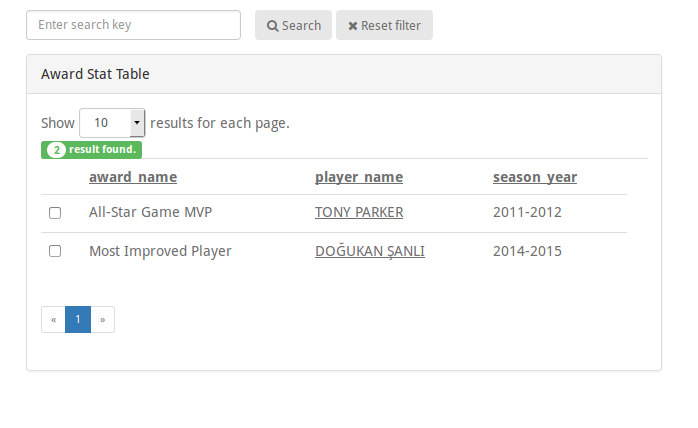 Enter search key Search Reset filter
Award Stat Table
Show 10 results for each page.
2 result found.
award_name player_name season_year
All-Star Game MVP TONY PARKER 2011-2012
Most Improved Player DOĞUKAN ŞANLI 2014-2015
« 1 »